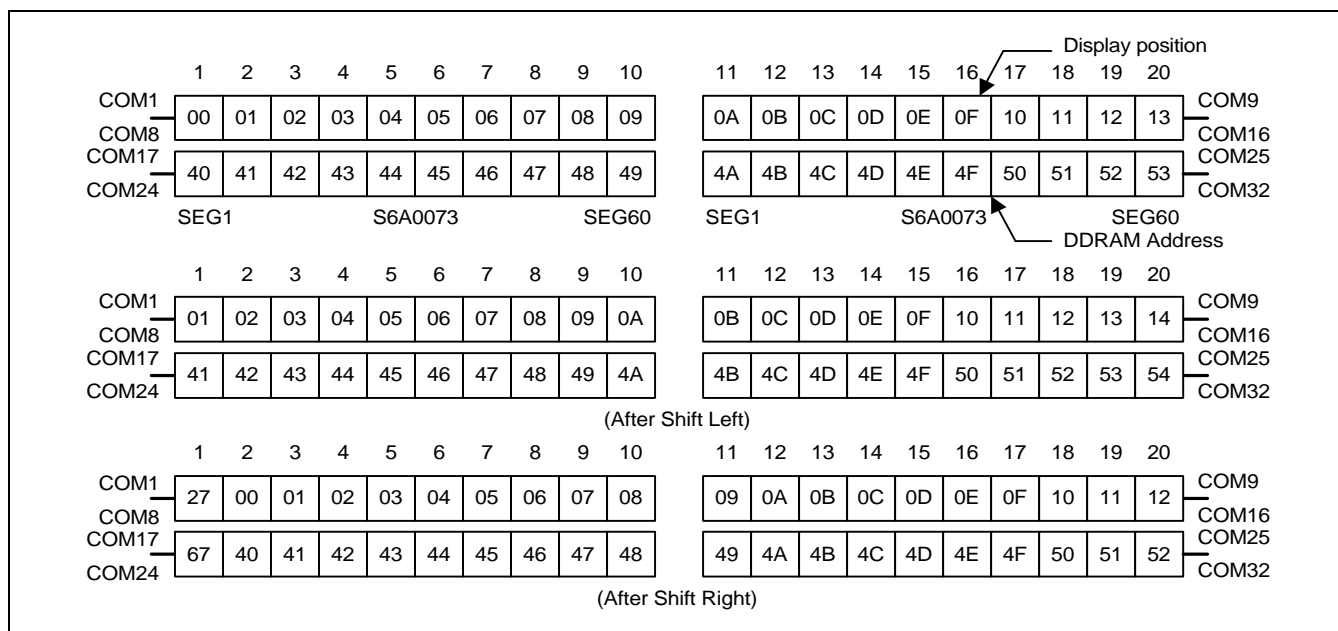 Display position
1 2 3 4 5 6 7 8 9 10 11 12 13 14 15 16 17 18 19 20
COM1 COM9
00 01 02 03 04 05 06 07 08 09 0A 0B 0C 0D 0E 0F 10 11 12 13
COM8 COM16
COM17 COM25
40 41 42 43 44 45 46 47 48 49 4A 4B 4C 4D 4E 4F 50 51 52 53
COM24 COM32
SEG1 S6A0073 SEG60 SEG1 S6A0073 SEG60
DDRAM Address
1 2 3 4 5 6 7 8 9 10 11 12 13 14 15 16 17 18 19 20
COM1 COM9
01 02 03 04 05 06 07 08 09 0A 0B 0C 0D 0E 0F 10 11 12 13 14
COM8 COM16
COM17 COM25
41 42 43 44 45 46 47 48 49 4A 4B 4C 4D 4E 4F 50 51 52 53 54
COM24 COM32
(After Shift Left)
1 2 3 4 5 6 7 8 9 10 11 12 13 14 15 16 17 18 19 20
COM1 COM9
27 00 01 02 03 04 05 06 07 08 09 0A 0B 0C 0D 0E 0F 10 11 12
COM8 COM16
COM17 COM25
67 40 41 42 43 44 45 46 47 48 49 4A 4B 4C 4D 4E 4F 50 51 52
COM24 COM32
(After Shift Right)